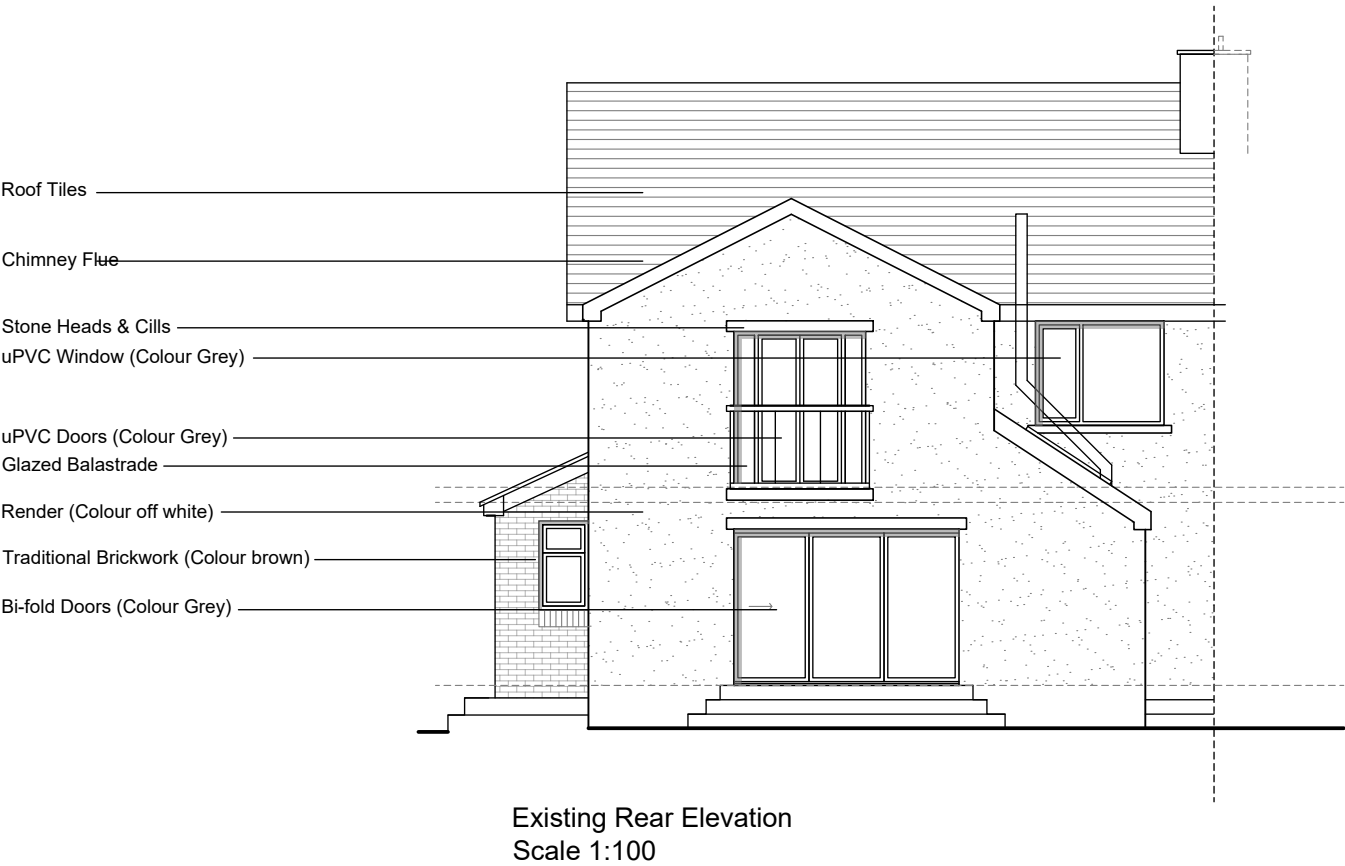 Roof Tiles
Chimney Flue
Stone Heads & Cills
uPVC Window (Colour Grey)
uPVC Doors (Colour Grey)
Glazed Balastrade
Render (Colour off white)
Traditional Brickwork (Colour brown)
Bi-fold Doors (Colour Grey)
Existing Rear Elevation
Scale 1:100